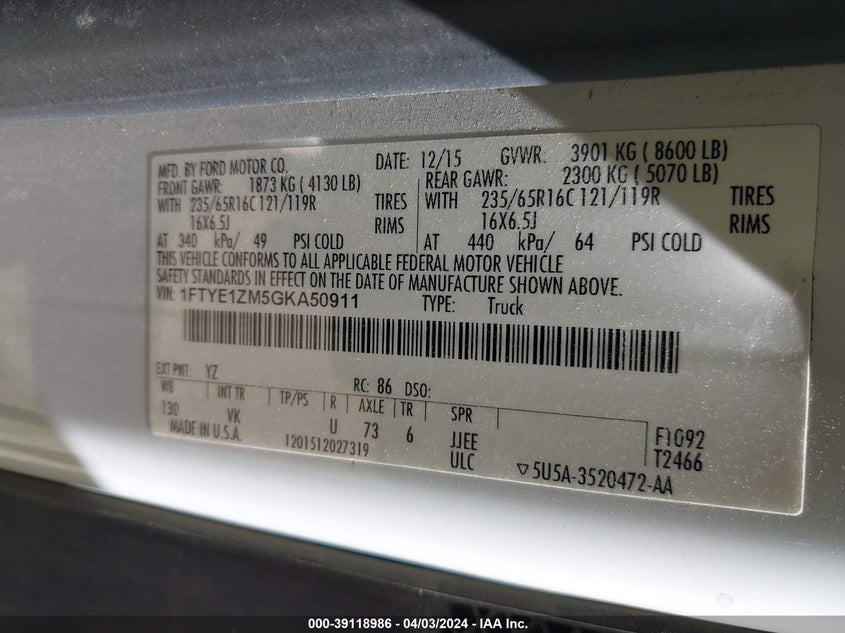 MFD. BY FORD MOTOR CO. DATE: 12/15 GVWR. 3901 KG ( 8600 LB)
FRONT GAWR: 1873 KG ( 4130 LB) REAR GAWR: 2300 KG ( 5070 LB)
WITH 235/65R16C 121/119R TIRES WITH 235/65R16C 121/119R TIRES
16X6.5J RIMS 16X6.5J RIMS
AT 340 kPa/ 49 PSI COLD AT 440 kPa/ 64 PSI COLD
THIS VEHICLE CONFORMS TO ALL APPLICABLE FEDERAL MOTOR VEHICLE
SAFETY STANDARDS IN EFFECT ON THE DATE OF MANUFACTURE SHOWN ABOVE.
VIN: 1FTYE1ZM5GKA50911 TYPE: Truck
EXT PNT: YZ RC: 86 DSO:
WB INT TR TP/PS R AXLE TR SPR
130 VK U 73 6 JJEE F1092
MADE IN U.S.A. 1201512027319 ULC T2466
▽5U5A-3520472-AA
000-39118986 - 04/03/2024 - IAA Inc.